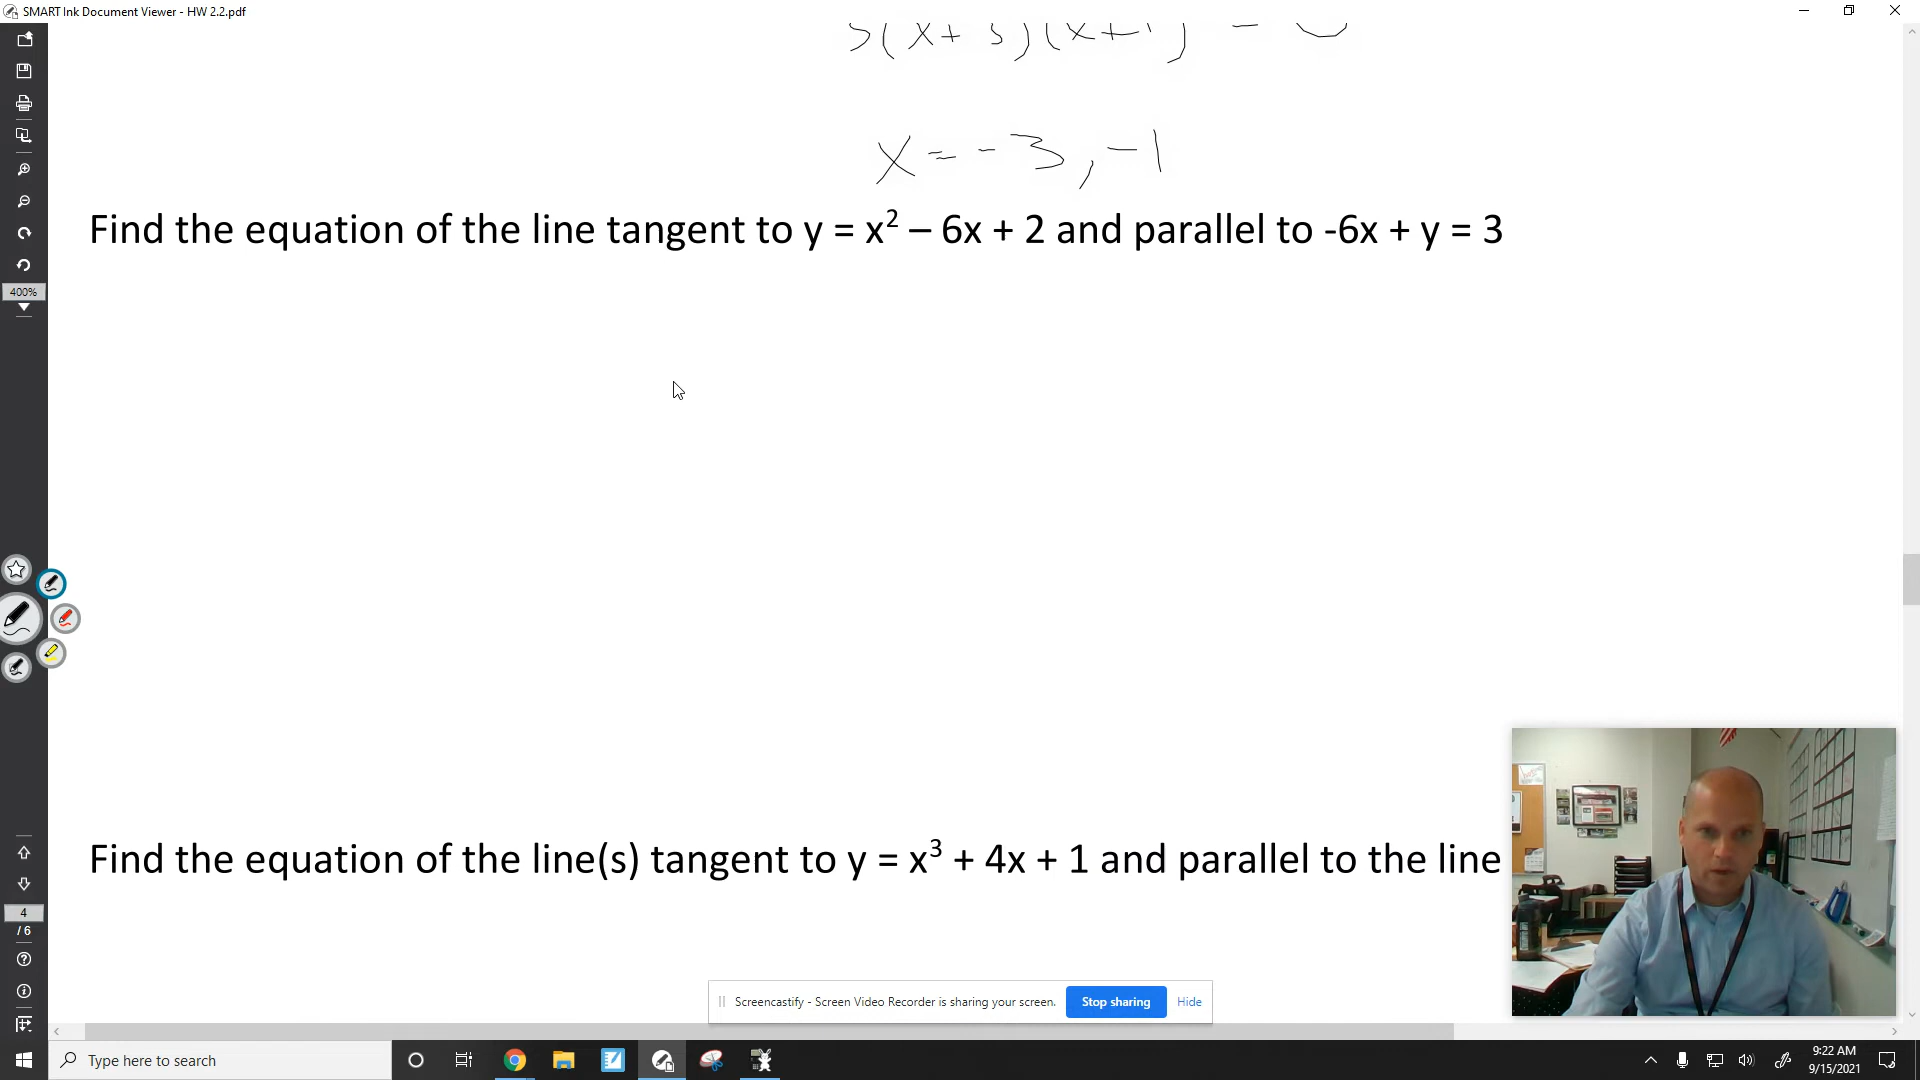 SMART Ink Document Viewer - HW 2.2.pdf
x = -3, -1
Find the equation of the line tangent to y = x² – 6x + 2 and parallel to -6x + y = 3
400%
Find the equation of the line(s) tangent to y = x³ + 4x + 1 and parallel to the line
4
/ 6
Screencastify - Screen Video Recorder is sharing your screen.
Stop sharing
Hide
Type here to search
9:22 AM
9/15/2021